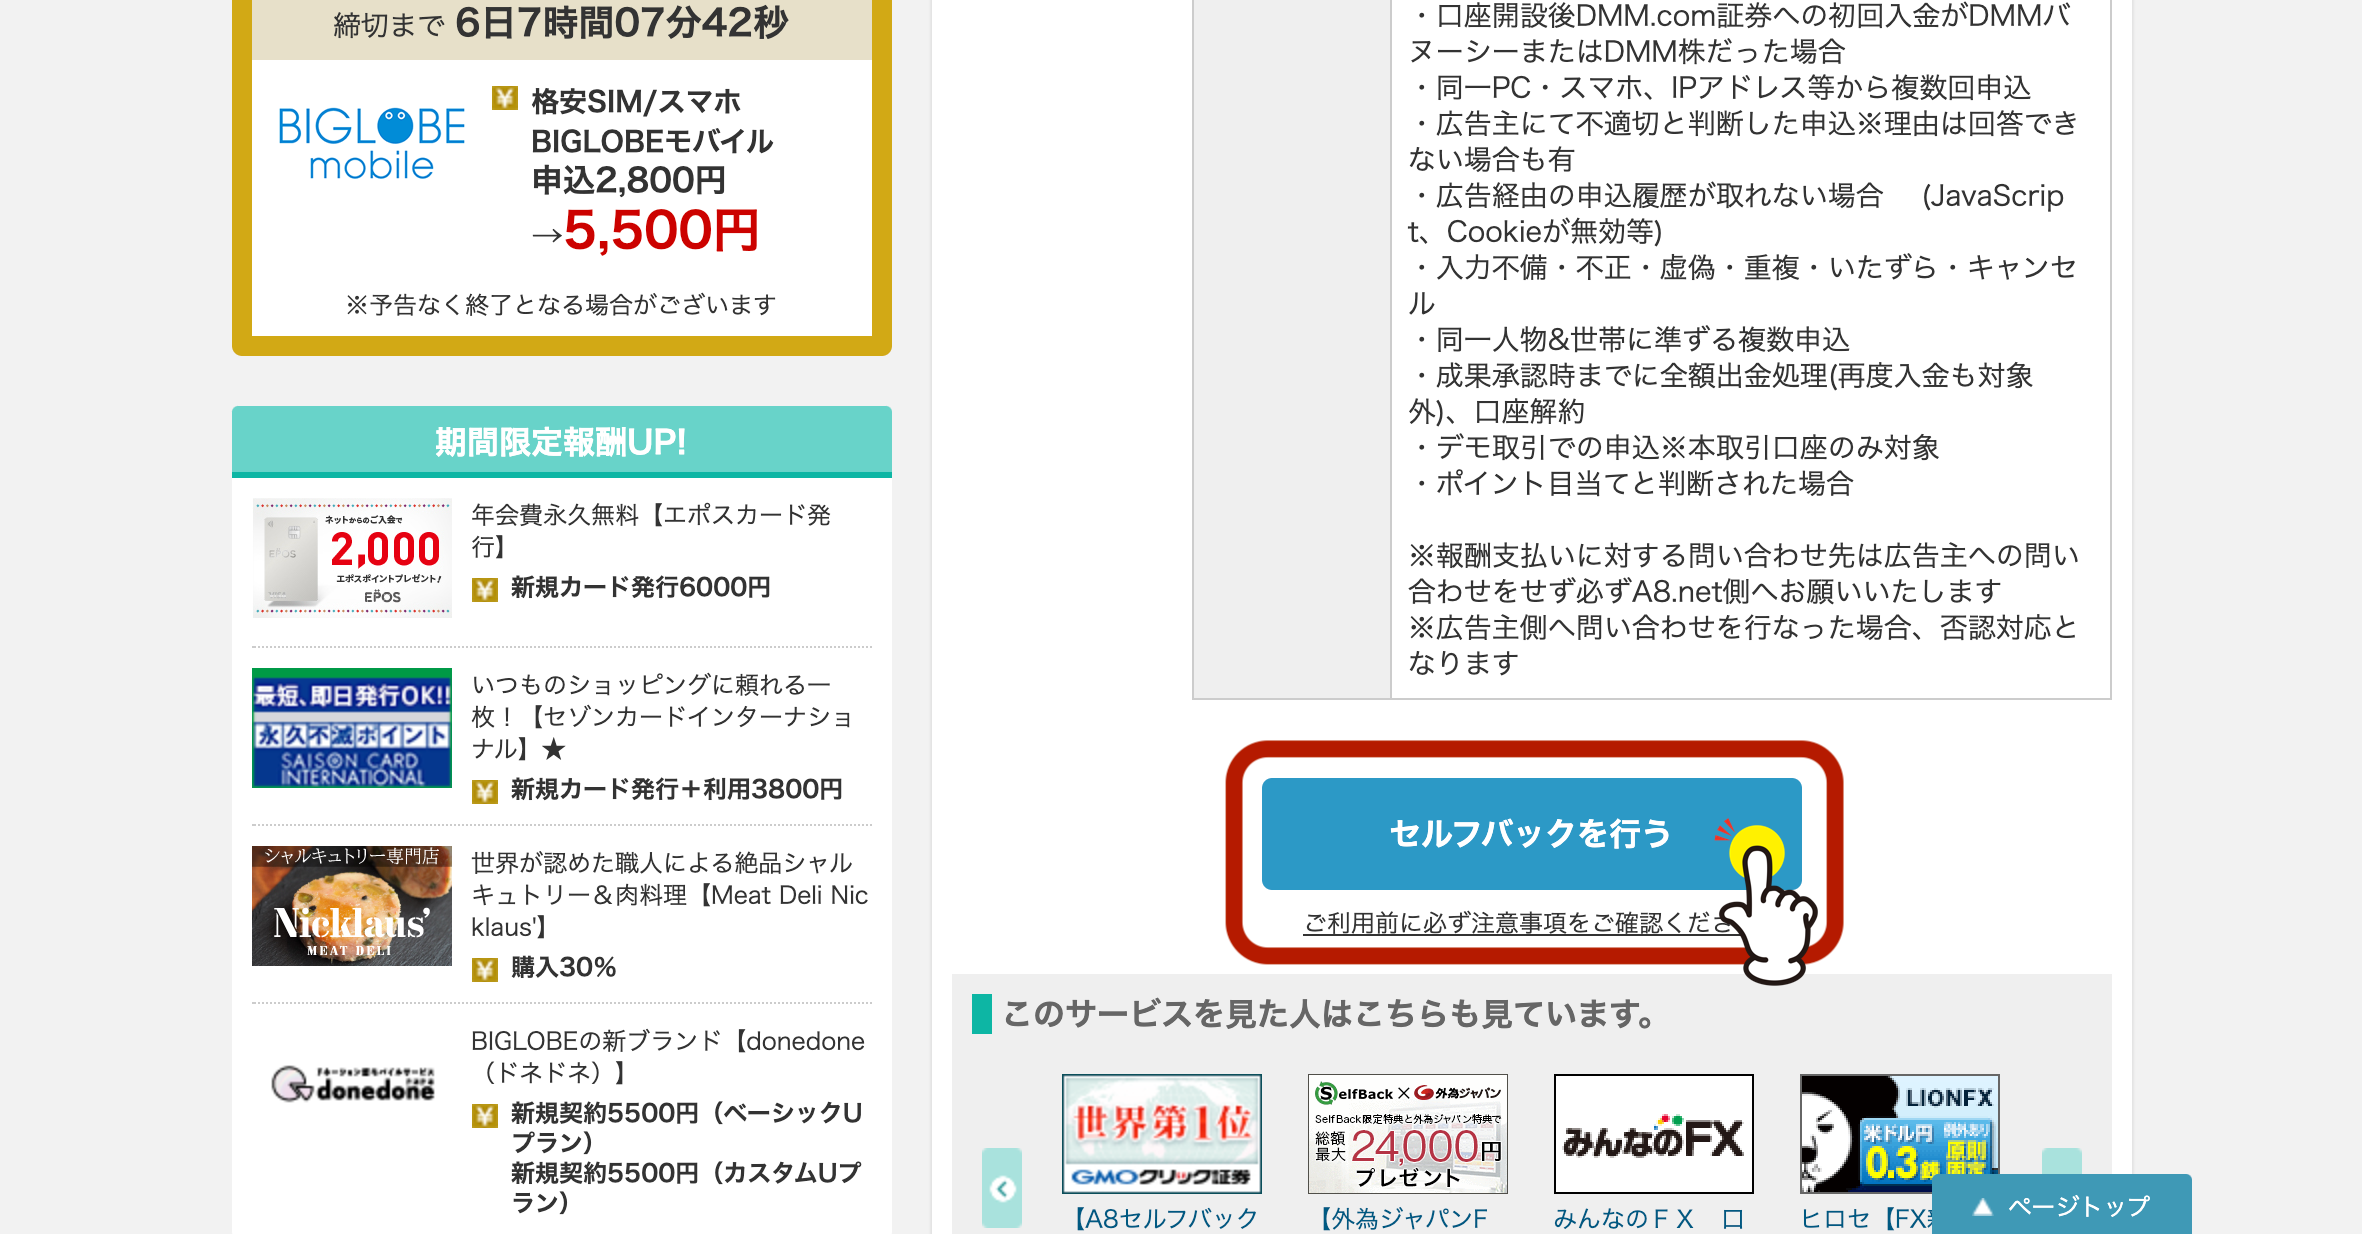 締切まで 6日7時間07分42秒
BIGLOBE
mobile
格安SIM/スマホ
BIGLOBEモバイル
申込2,800円
→5,500円
※予告なく終了となる場合がございます
期間限定報酬UP!
ネットからのご入会で
2,000
エポスポイントプレゼント!
EPOS
EPOS
年会費永久無料【エポスカード発
行】
新規カード発行6000円
最短、即日発行OK!!
永久不滅ポイント
SAISON CARD
INTERNATIONAL
いつものショッピングに頼れる一
枚！【セゾンカードインターナショ
ナル】★
新規カード発行＋利用3800円
シャルキュトリー専門店
Nicklaus'
MEAT DELI
世界が認めた職人による絶品シャル
キュトリー＆肉料理【Meat Deli Nic
klaus'】
購入30%
donedone
BIGLOBEの新ブランド【donedone
（ドネドネ）】
新規契約5500円（ベーシックU
プラン）
新規契約5500円（カスタムUプ
ラン）
・口座開設後DMM.com証券への初回入金がDMMバ
ヌーシーまたはDMM株だった場合
・同一PC・スマホ、IPアドレス等から複数回申込
・広告主にて不適切と判断した申込※理由は回答でき
ない場合も有
・広告経由の申込履歴が取れない場合　(JavaScrip
t、Cookieが無効等)
・入力不備・不正・虚偽・重複・いたずら・キャンセ
ル
・同一人物&世帯に準ずる複数申込
・成果承認時までに全額出金処理(再度入金も対象
外)、口座解約
・デモ取引での申込※本取引口座のみ対象
・ポイント目当てと判断された場合
※報酬支払いに対する問い合わせ先は広告主への問い
合わせをせず必ずA8.net側へお願いいたします
※広告主側へ問い合わせを行なった場合、否認対応と
なります
セルフバックを行う
ご利用前に必ず注意事項をご確認くださ
このサービスを見た人はこちらも見ています。
世界第1位
GMOクリック証券
【A8セルフバック
SelfBack×外為ジャパン
SelfBack限定特典と外為ジャパン特典で
総額
最大24,000円
プレゼント
【外為ジャパンF
みんなのFX
みんなのＦＸ　口
LIONFX
米ドル円 例外あり
0.3銭 原則
固定
ヒロセ【FX
ページトップ